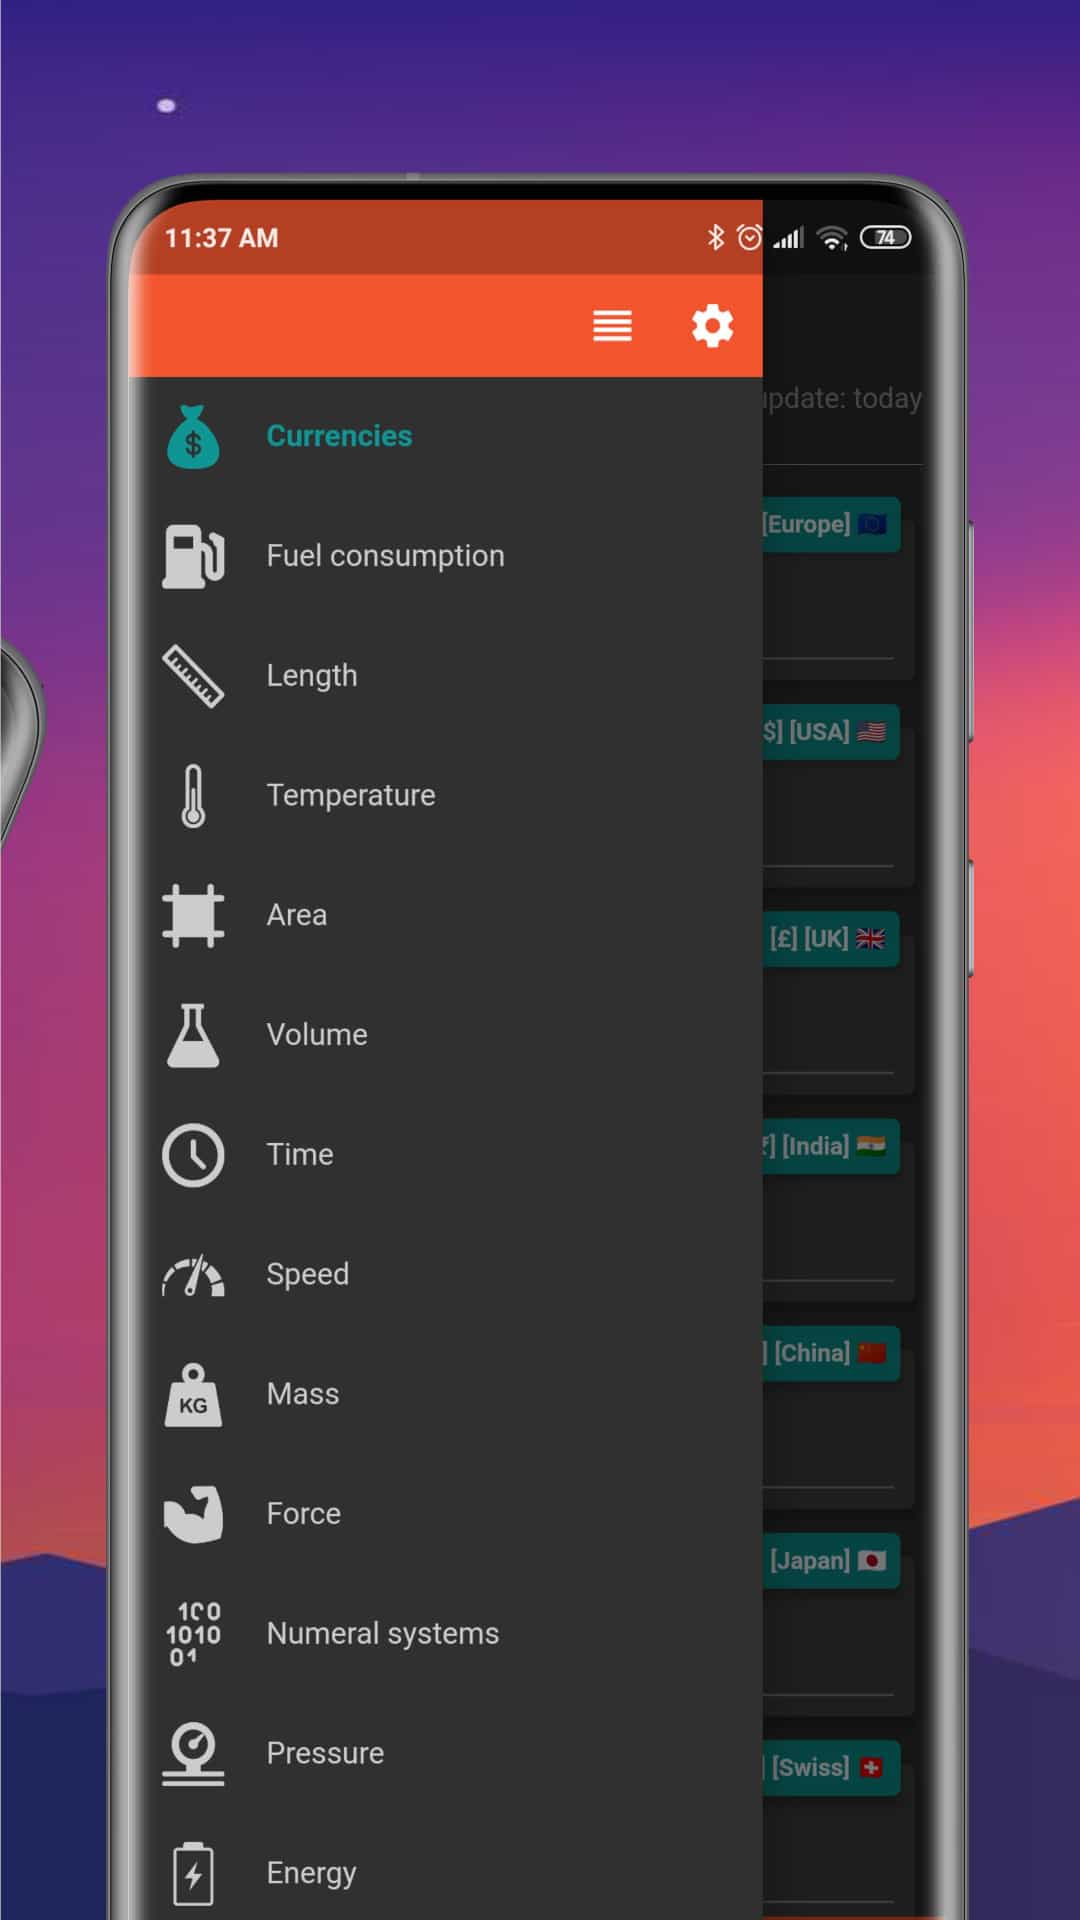 11:37 AM
74
update: today
$
Currencies
[Europe]
Fuel consumption
Length
$] [USA]
Temperature
Area
[£] [UK]
Volume
Time
₹] [India]
Speed
] [China]
KG
Mass
Force
[Japan]
100
1010
01
Numeral systems
Pressure
] [Swiss]
Energy